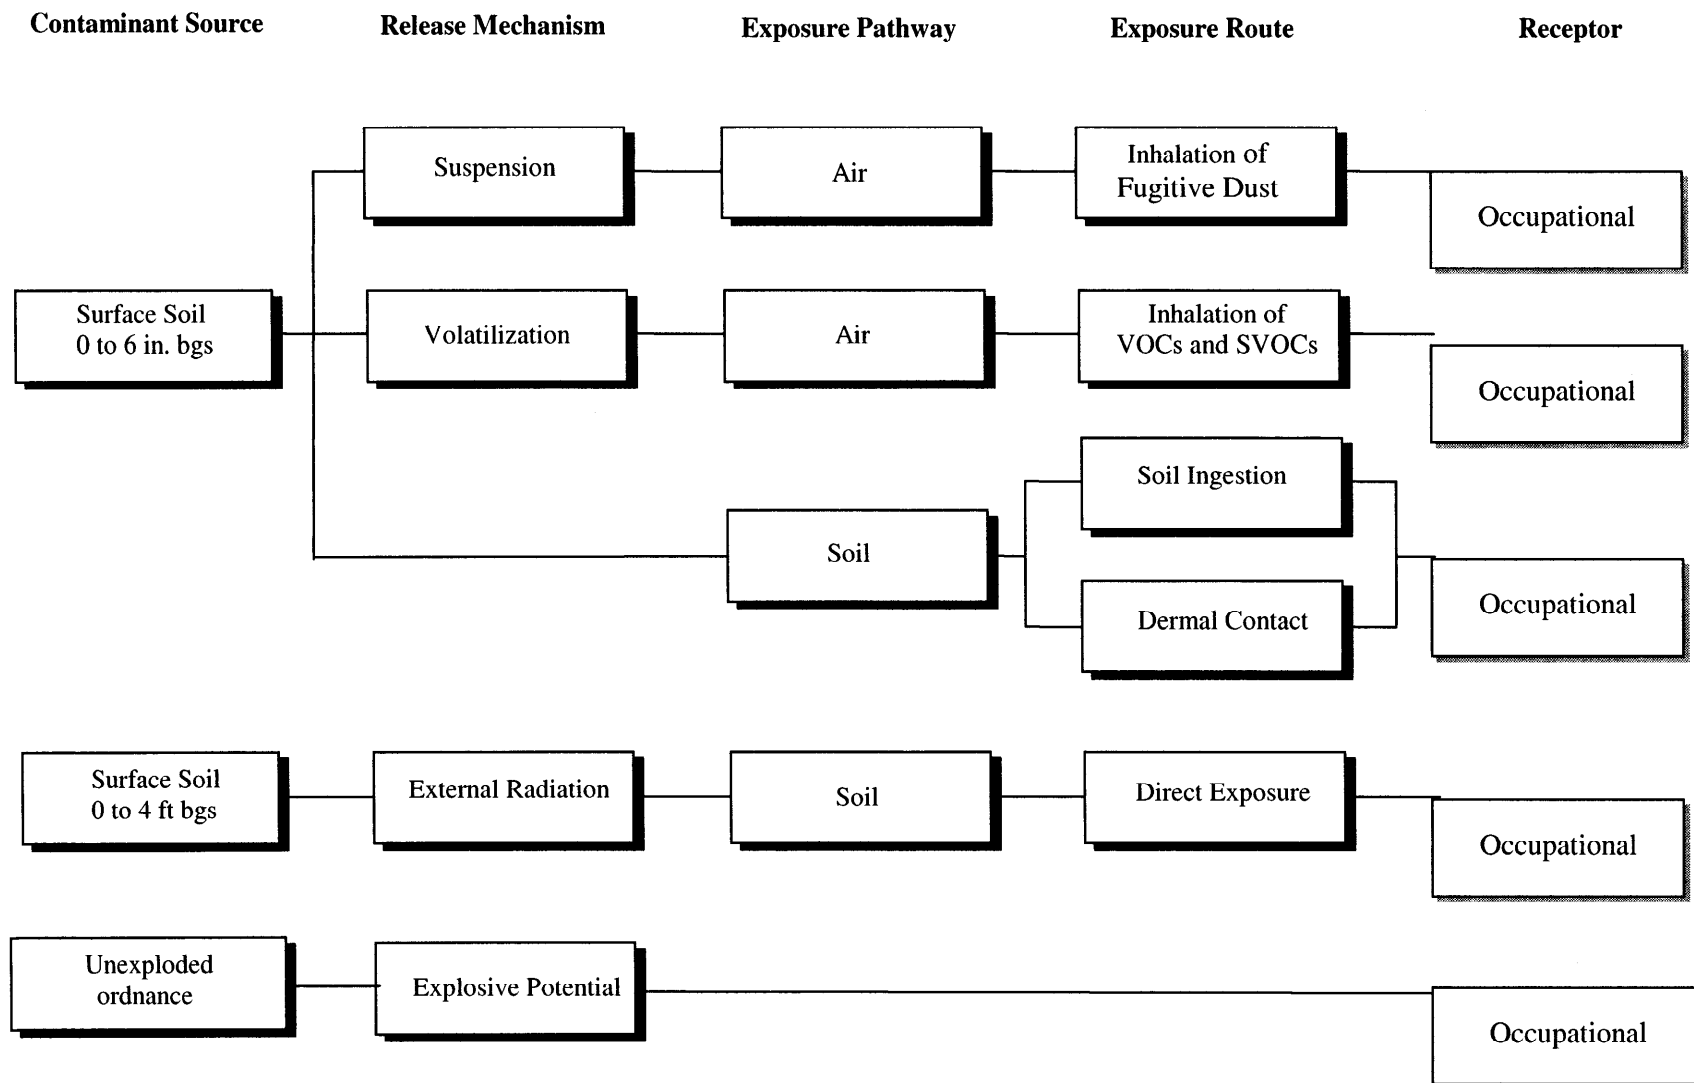 Contaminant Source
Release Mechanism
Exposure Pathway
Exposure Route
Receptor
Suspension
Air
Inhalation of
Fugitive Dust
Occupational
Surface Soil
0 to 6 in. bgs
Volatilization
Air
Inhalation of
VOCs and SVOCs
Occupational
Soil
Soil Ingestion
Dermal Contact
Occupational
Surface Soil
0 to 4 ft bgs
External Radiation
Soil
Direct Exposure
Occupational
Unexploded
ordnance
Explosive Potential
Occupational